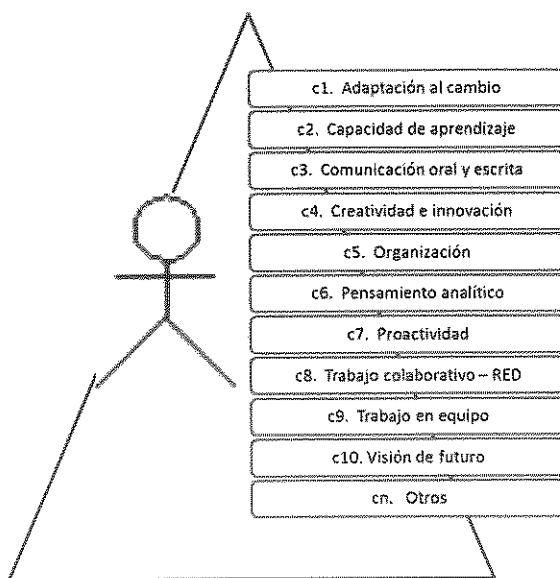 c1. Adaptación al cambio
c2. Capacidad de aprendizaje
c3. Comunicación oral y escrita
c4. Creatividad e innovación
c5. Organización
c6. Pensamiento analítico
c7. Proactividad
c8. Trabajo colaborativo – RED
c9. Trabajo en equipo
c10. Visión de futuro
cn. Otros